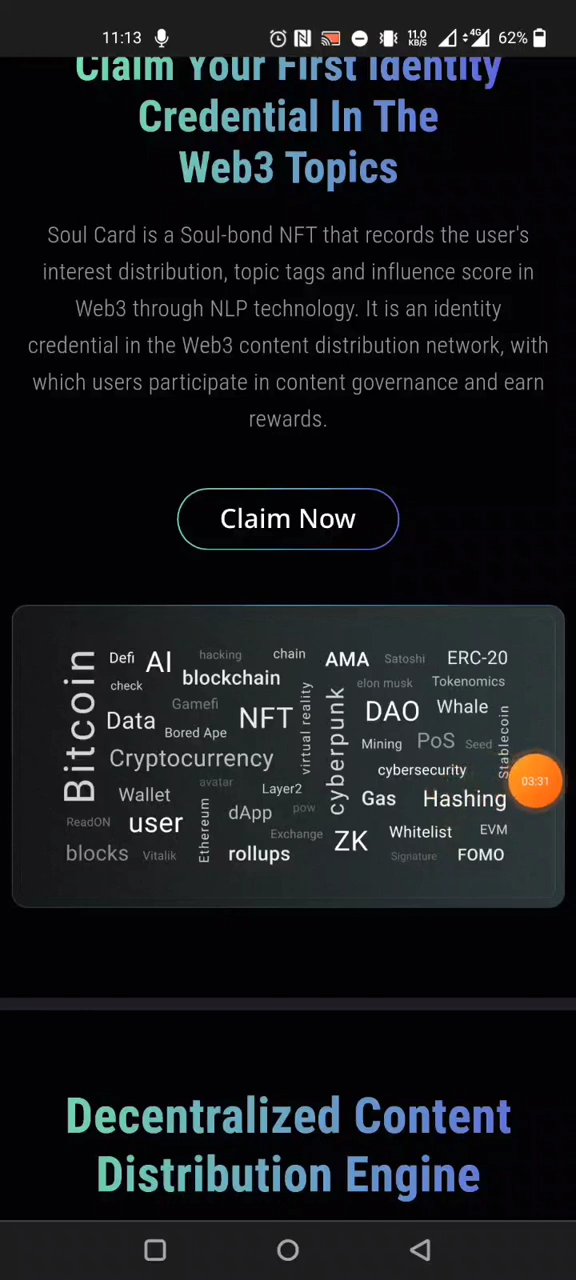 11:13
11.0
KB/S
4G
62%
Claim Your First Identity
Credential In The
Web3 Topics
Soul Card is a Soul-bond NFT that records the user's
interest distribution, topic tags and influence score in
Web3 through NLP technology. It is an identity
credential in the Web3 content distribution network, with
which users participate in content governance and earn
rewards.
Claim Now
Bitcoin
Defi
AI
hacking
chain
AMA
Satoshi
ERC-20
check
blockchain
elon musk
Tokenomics
Data
Gamefi
Bored Ape
NFT
virtual reality
cyberpunk
DAO
Whale
Mining
PoS
Seed
Stablecoin
Cryptocurrency
cybersecurity
03:31
Wallet
avatar
Layer2
Gas
Hashing
ReadON
user
Ethereum
dApp
pow
Exchange
ZK
Whitelist
EVM
blocks
Vitalik
rollups
Signature
FOMO
Decentralized Content
Distribution Engine